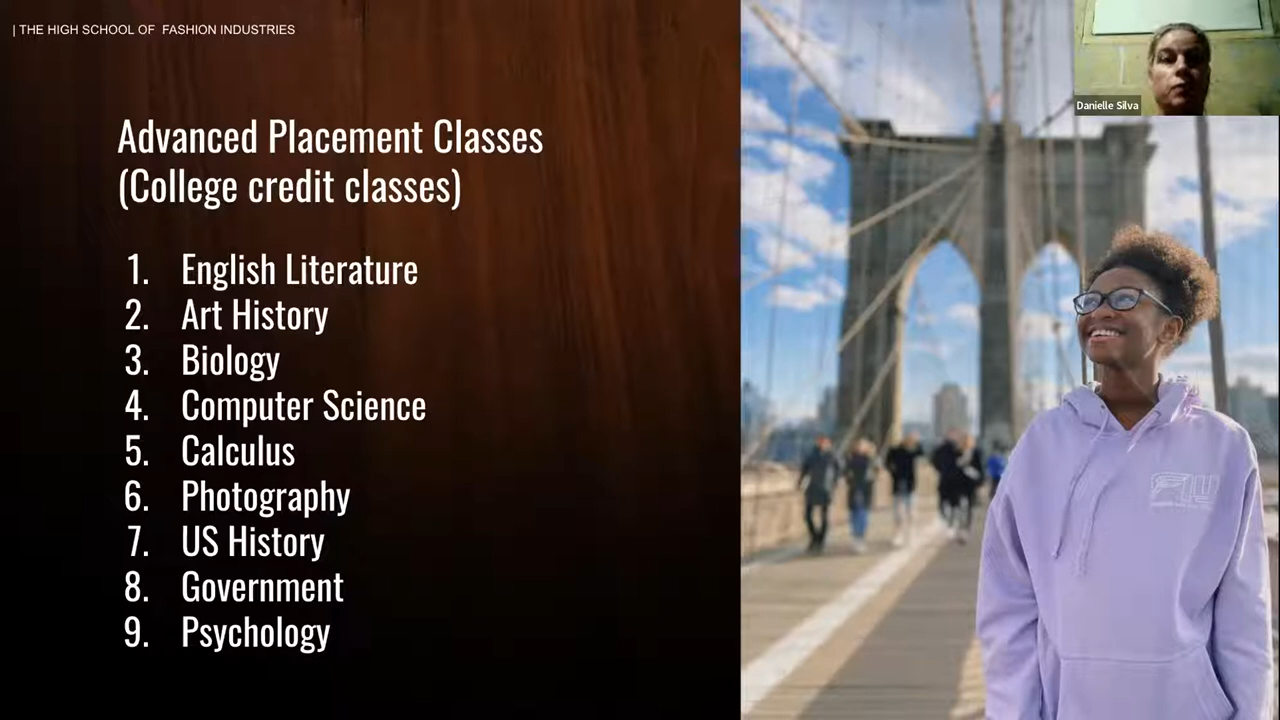 | THE HIGH SCHOOL OF FASHION INDUSTRIES
Danielle Silva
Advanced Placement Classes
(College credit classes)
1. English Literature
2. Art History
3. Biology
4. Computer Science
5. Calculus
6. Photography
7. US History
8. Government
9. Psychology